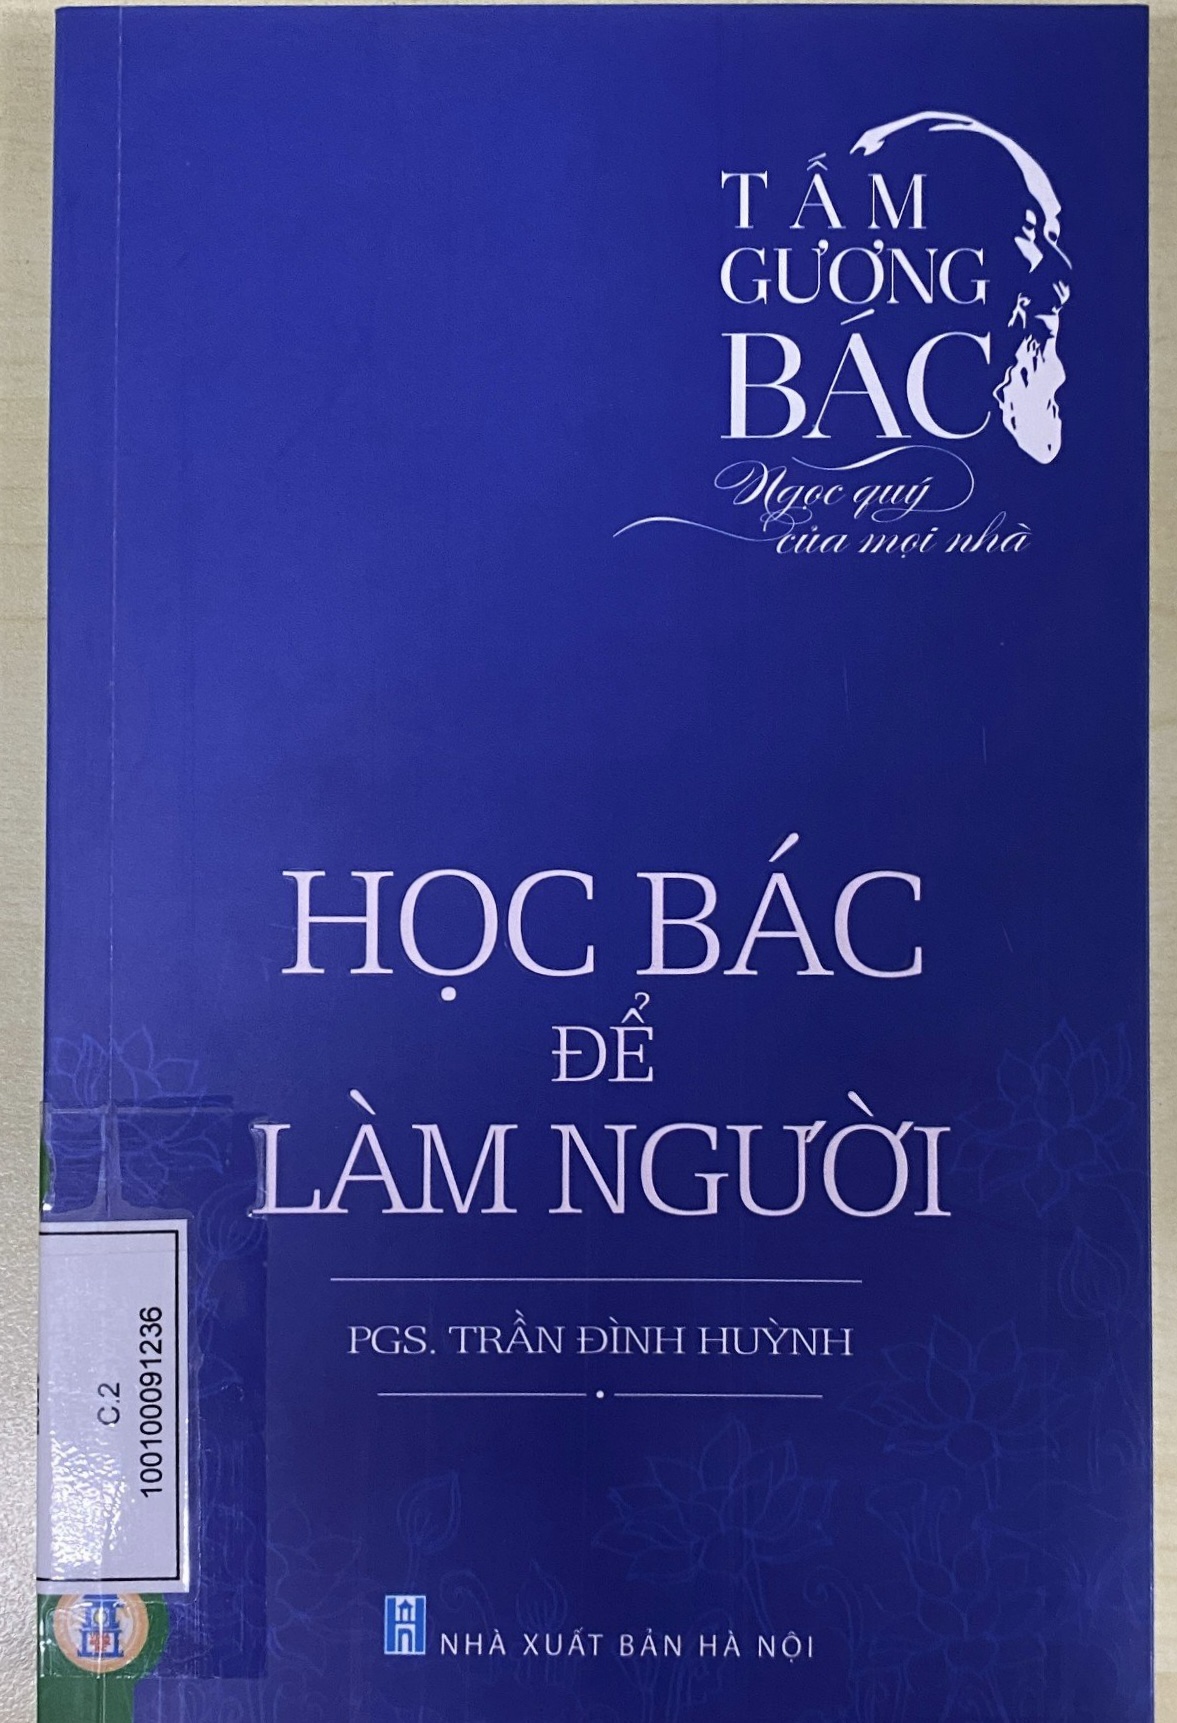 TẤM
GƯƠNG
BÁC
Ngọc quý
của mọi nhà
HỌC BÁC
ĐỂ
LÀM NGƯỜI
PGS. TRẦN ĐÌNH HUỲNH
C.2
100100091236
NHÀ XUẤT BẢN HÀ NỘI